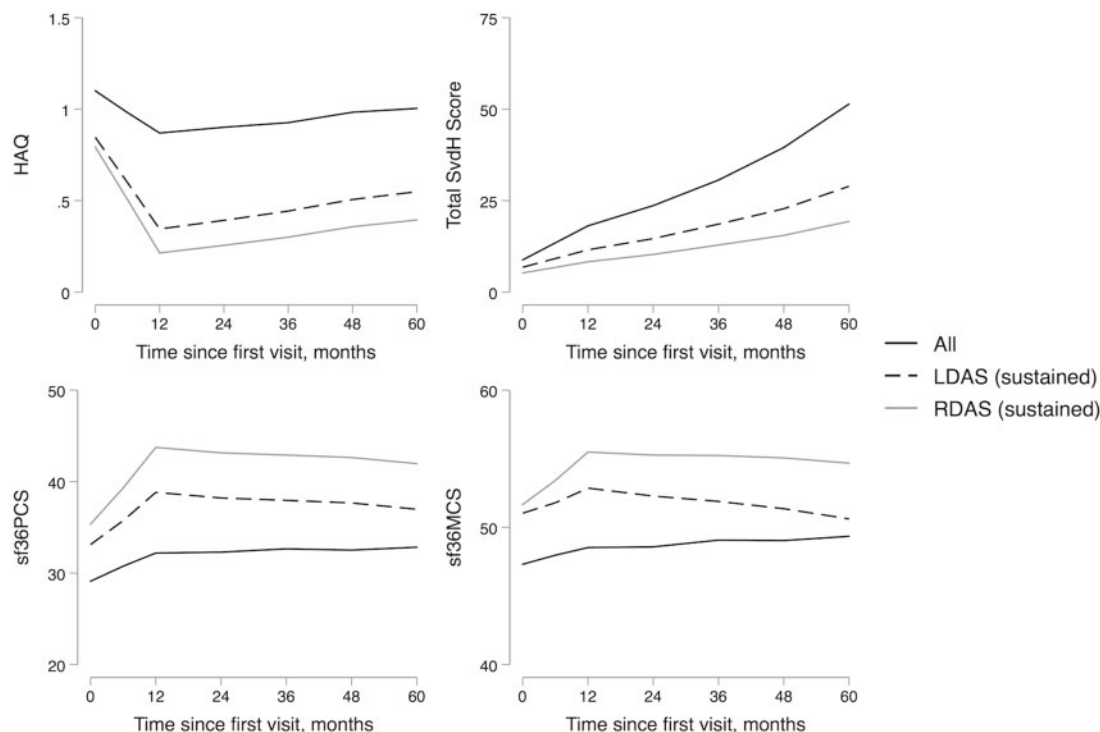 1.5
1
.5
0
HAQ
0 12 24 36 48 60
Time since first visit, months
75
50
25
0
Total SvdH Score
0 12 24 36 48 60
Time since first visit, months
All
LDAS (sustained)
RDAS (sustained)
50
40
30
20
sf36PCS
0 12 24 36 48 60
Time since first visit, months
60
50
40
sf36MCS
0 12 24 36 48 60
Time since first visit, months